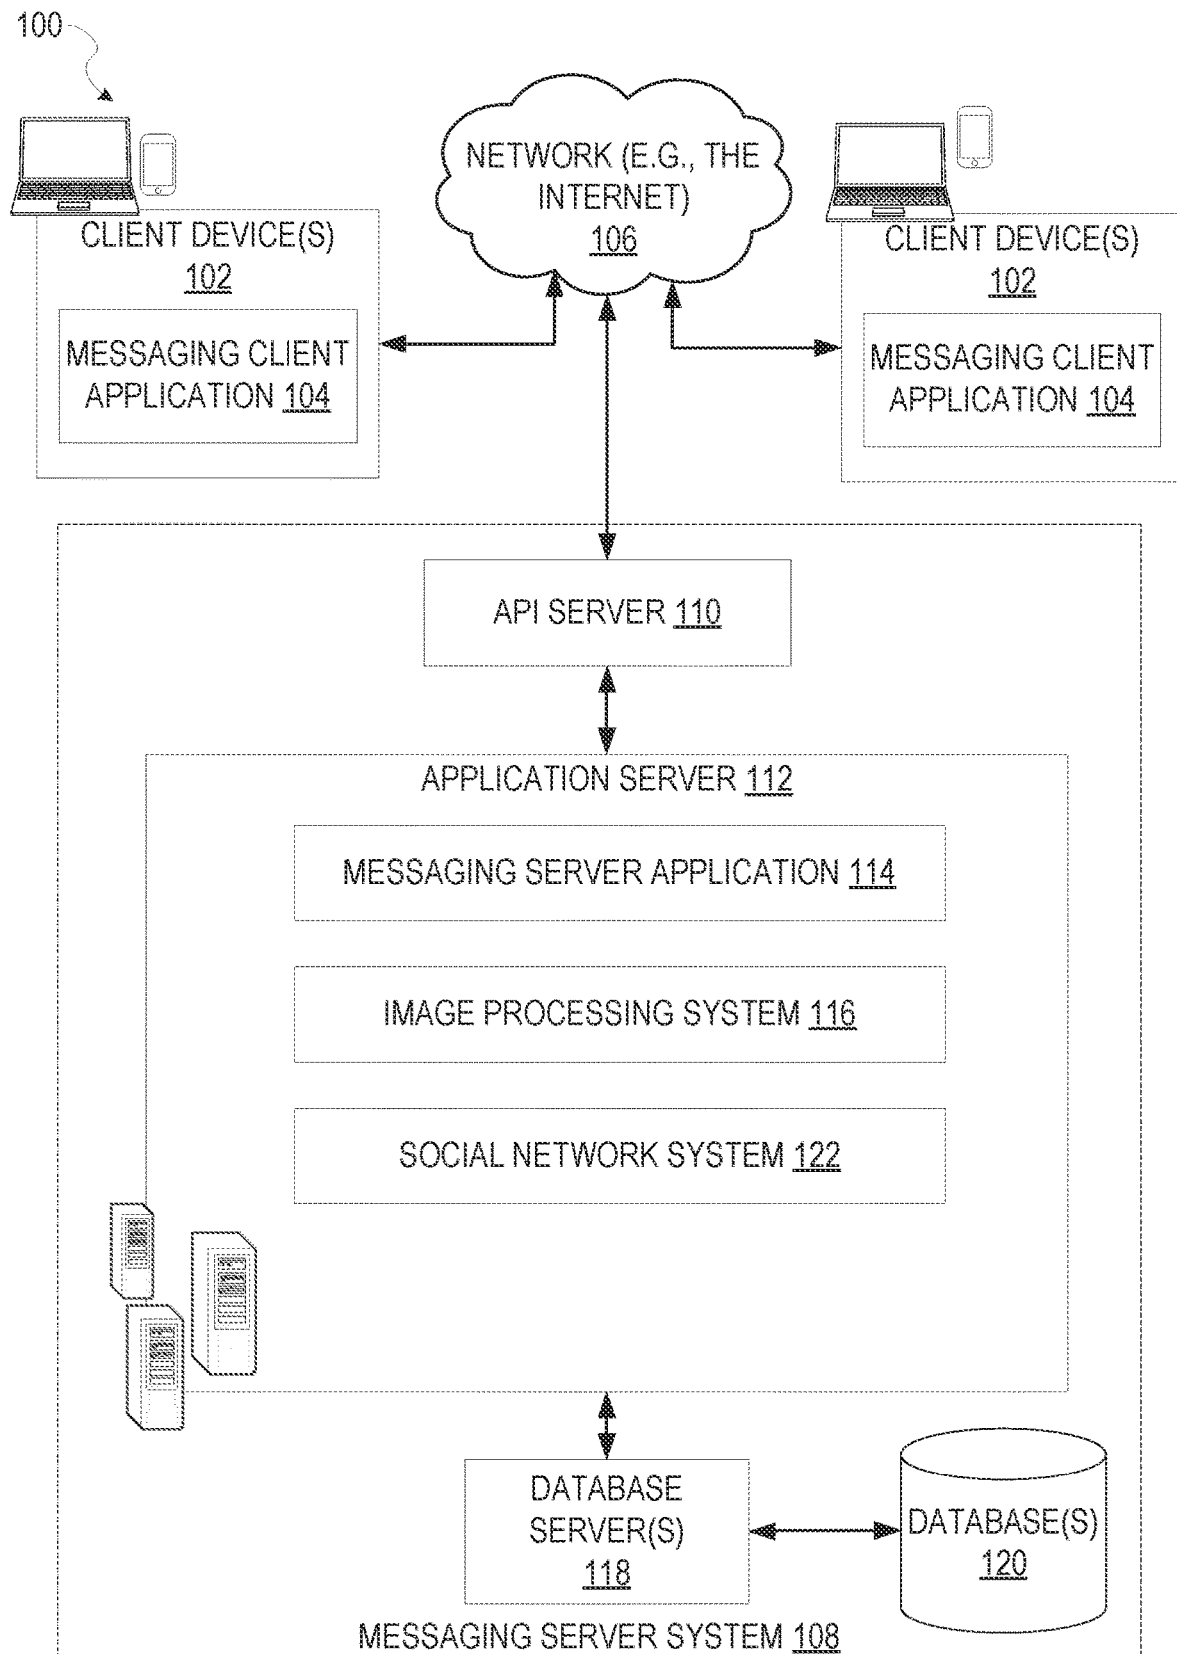 100
NETWORK (E.G., THE
INTERNET)
106
CLIENT DEVICE(S)
102
MESSAGING CLIENT
APPLICATION 104
CLIENT DEVICE(S)
102
MESSAGING CLIENT
APPLICATION 104
API SERVER 110
APPLICATION SERVER 112
MESSAGING SERVER APPLICATION 114
IMAGE PROCESSING SYSTEM 116
SOCIAL NETWORK SYSTEM 122
DATABASE
SERVER(S)
118
DATABASE(S)
120
MESSAGING SERVER SYSTEM 108